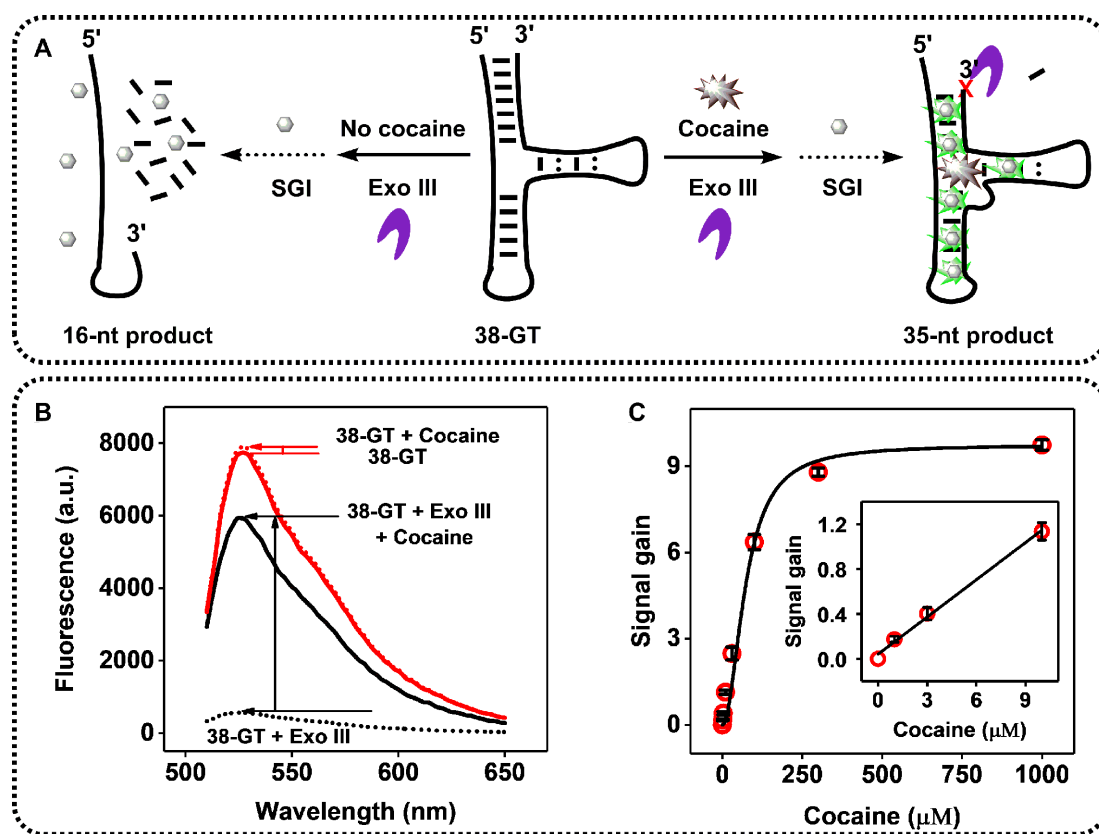 A
5'
3'
No cocaine
SGI
Exo III
16-nt product
5'
3'
38-GT
Cocaine
Exo III
SGI
5'
3'
X
35-nt product
B
Fluorescence (a.u.)
8000
6000
4000
2000
0
38-GT + Cocaine
38-GT
38-GT + Exo III
+ Cocaine
38-GT + Exo III
500
550
600
650
Wavelength (nm)
C
Signal gain
9
6
3
0
0
250
500
750
1000
Cocaine (μM)
Signal gain
1.2
0.4
0.0
0
3
6
9
Cocaine (μM)